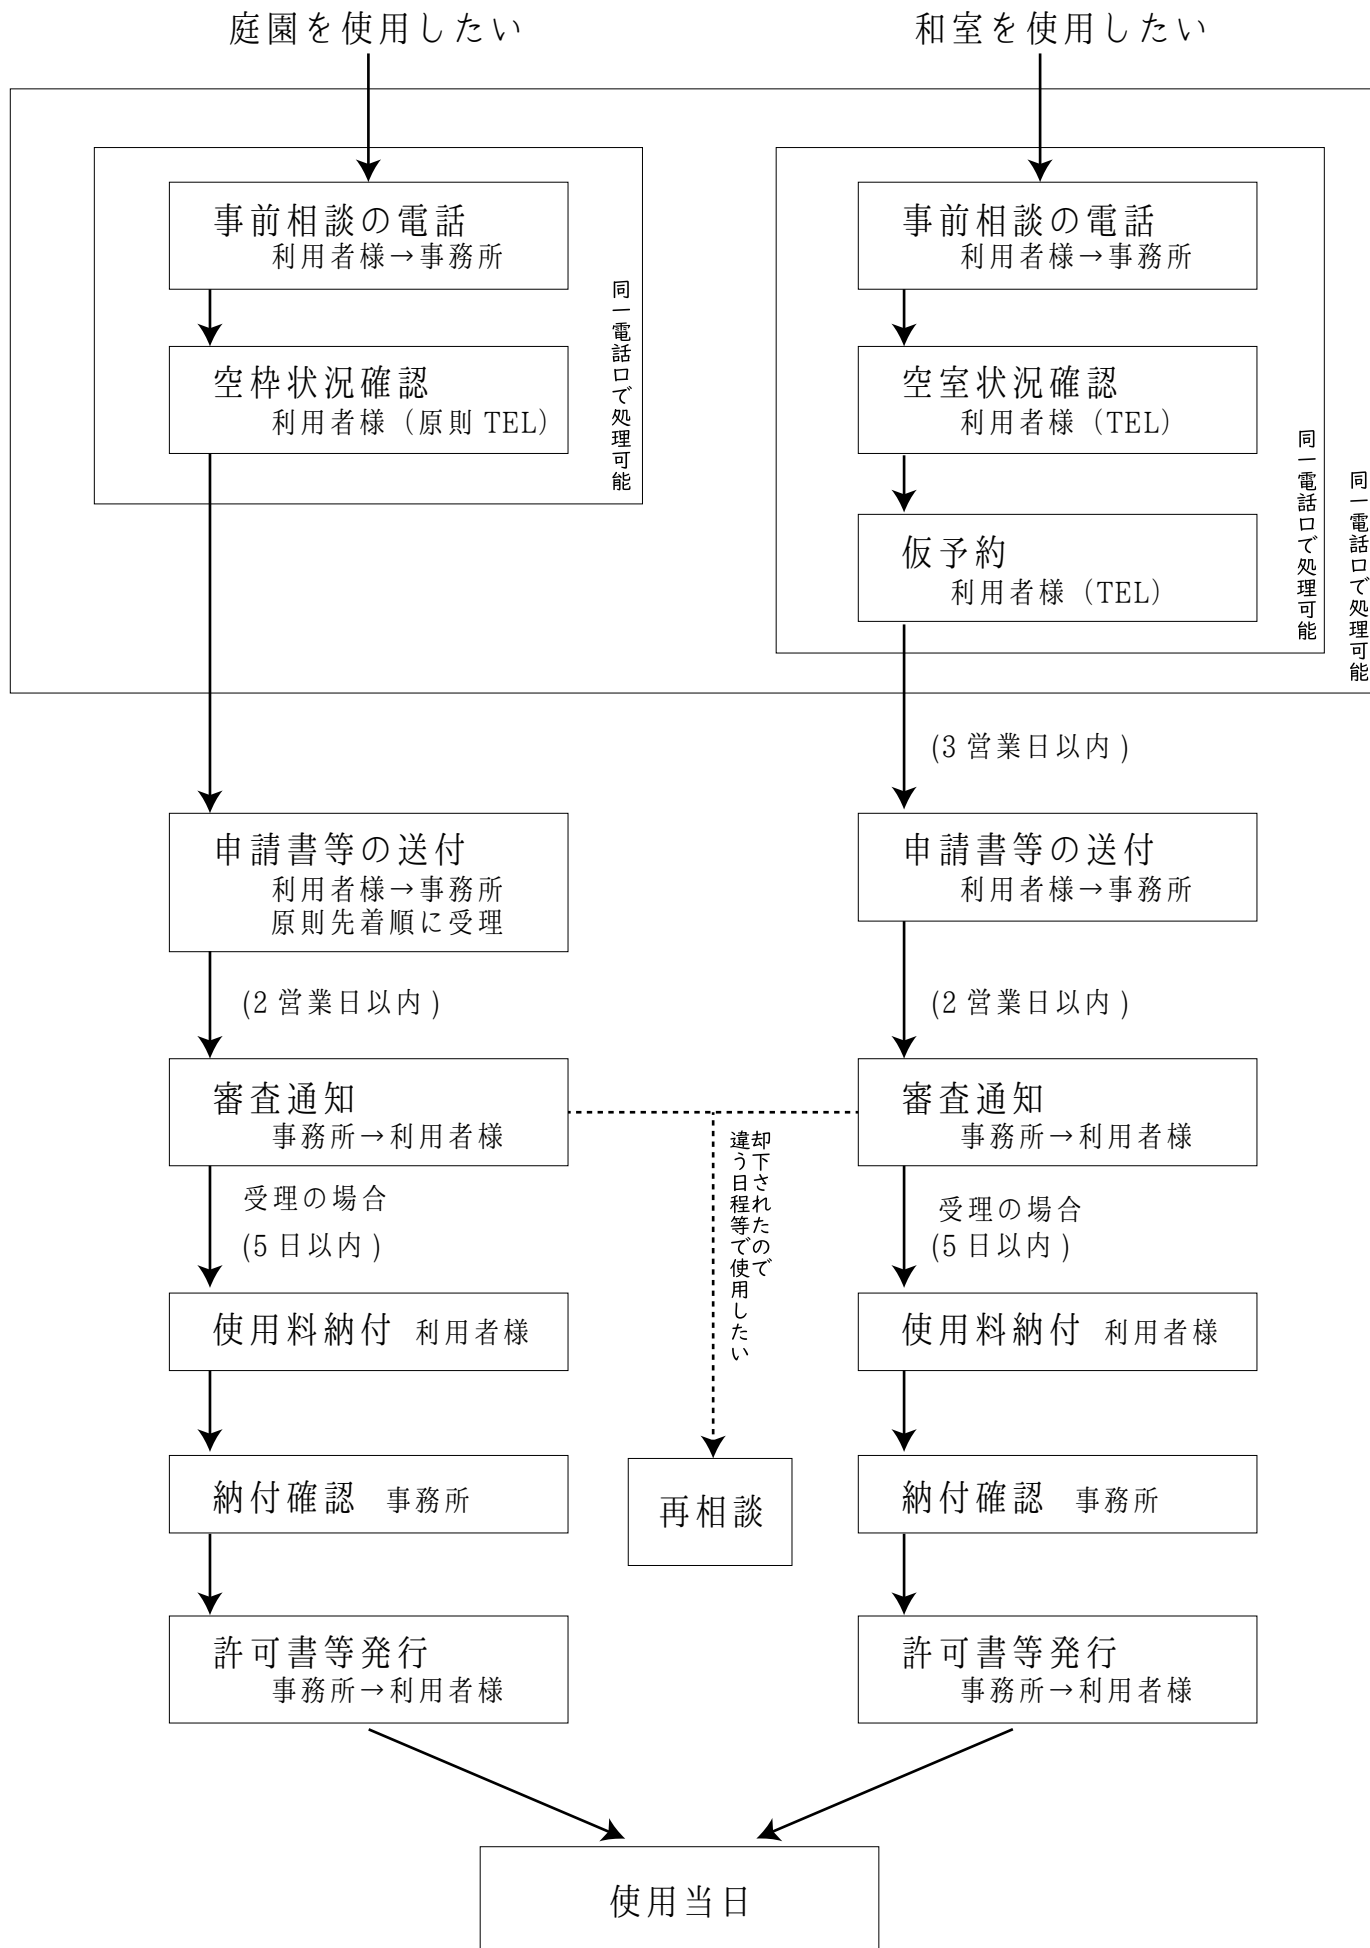 庭園を使用したい
和室を使用したい
事前相談の電話
利用者様→事務所
空枠状況確認
利用者様（原則 TEL）
同一電話口で処理可能
事前相談の電話
利用者様→事務所
空室状況確認
利用者様（TEL）
仮予約
利用者様（TEL）
同一電話口で処理可能
同一電話口で処理可能
(3 営業日以内 )
申請書等の送付
利用者様→事務所
原則先着順に受理
申請書等の送付
利用者様→事務所
(2 営業日以内 )
(2 営業日以内 )
審査通知
事務所→利用者様
審査通知
事務所→利用者様
却下されたので
違う日程等で使用したい
受理の場合
(5 日以内 )
受理の場合
(5 日以内 )
使用料納付 利用者様
使用料納付 利用者様
納付確認 事務所
再相談
納付確認 事務所
許可書等発行
事務所→利用者様
許可書等発行
事務所→利用者様
使用当日